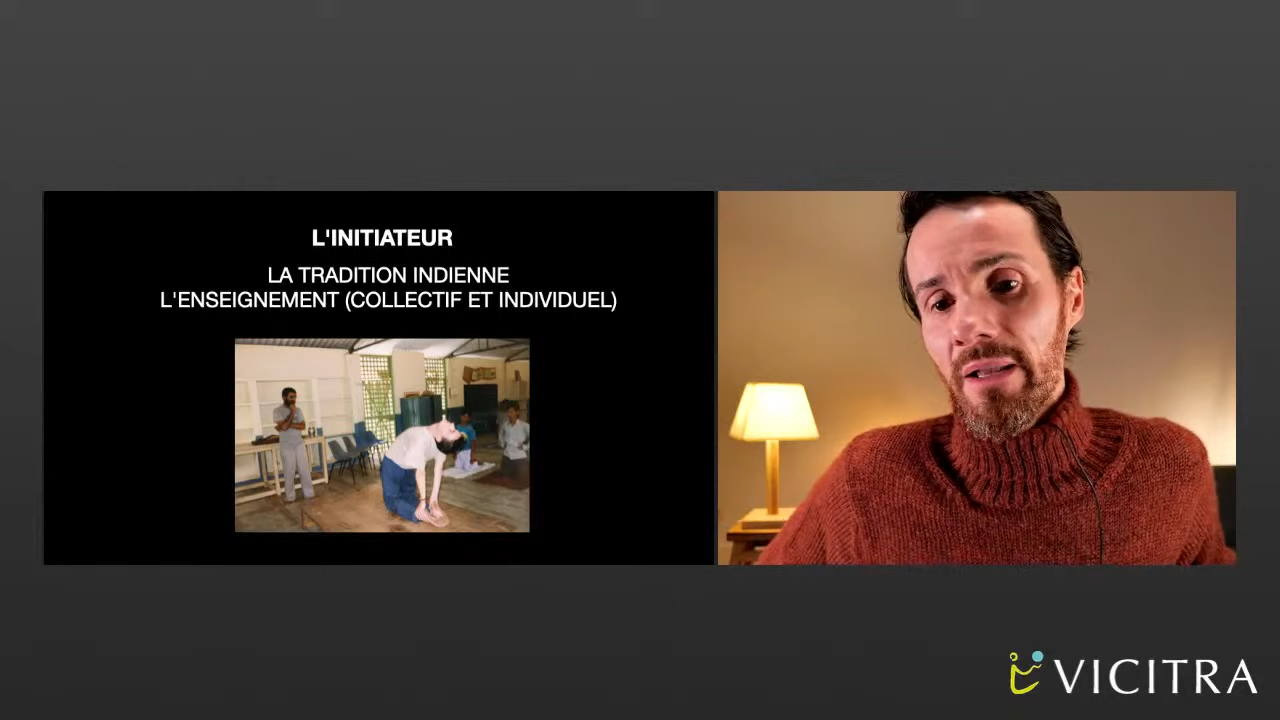 L'INITIATEUR
LA TRADITION INDIENNE
L'ENSEIGNEMENT (COLLECTIF ET INDIVIDUEL)
VICITRA